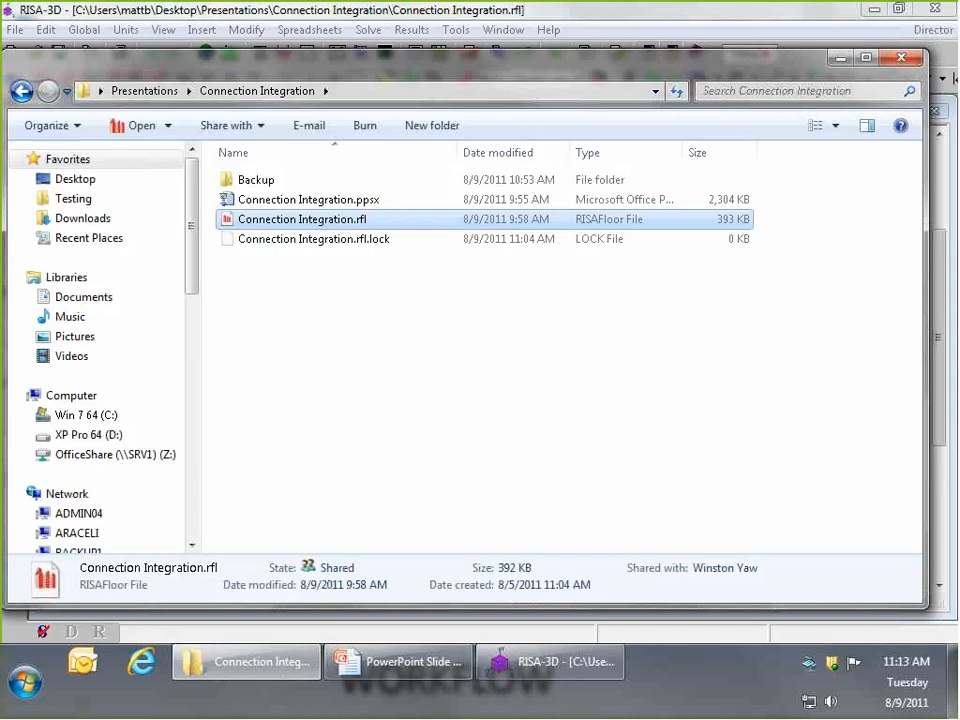 RISA-3D - [C:\Users\mattb\Desktop\Presentations\Connection Integration\Connection Integration.rfl]
File Edit Global Units View Insert Modify Spreadsheets Solve Results Tools Window Help Director
Presentations Connection Integration Search Connection Integration
Organize Open Share with E-mail Burn New folder
Name Date modified Type Size
Backup 8/9/2011 10:53 AM File folder
Connection Integration.ppsx 8/9/2011 9:55 AM Microsoft Office P... 2,304 KB
Connection Integration.rfl 8/9/2011 9:58 AM RISAFloor File 393 KB
Connection Integration.rfl.lock 8/9/2011 11:04 AM LOCK File 0 KB
Favorites
Desktop
Testing
Downloads
Recent Places
Libraries
Documents
Music
Pictures
Videos
Computer
Win 7 64 (C:)
XP Pro 64 (D:)
OfficeShare (\\SRV1) (Z:)
Network
ADMIN04
ARACELI
BACKUP1
Connection Integration.rfl State: Shared Size: 392 KB Shared with: Winston Yaw
RISAFloor File Date modified: 8/9/2011 9:58 AM Date created: 8/5/2011 11:04 AM
D R
Connection Integ... PowerPoint Slide ... RISA-3D - [C:\Use...
WORKFLOW
11:13 AM
Tuesday
8/9/2011